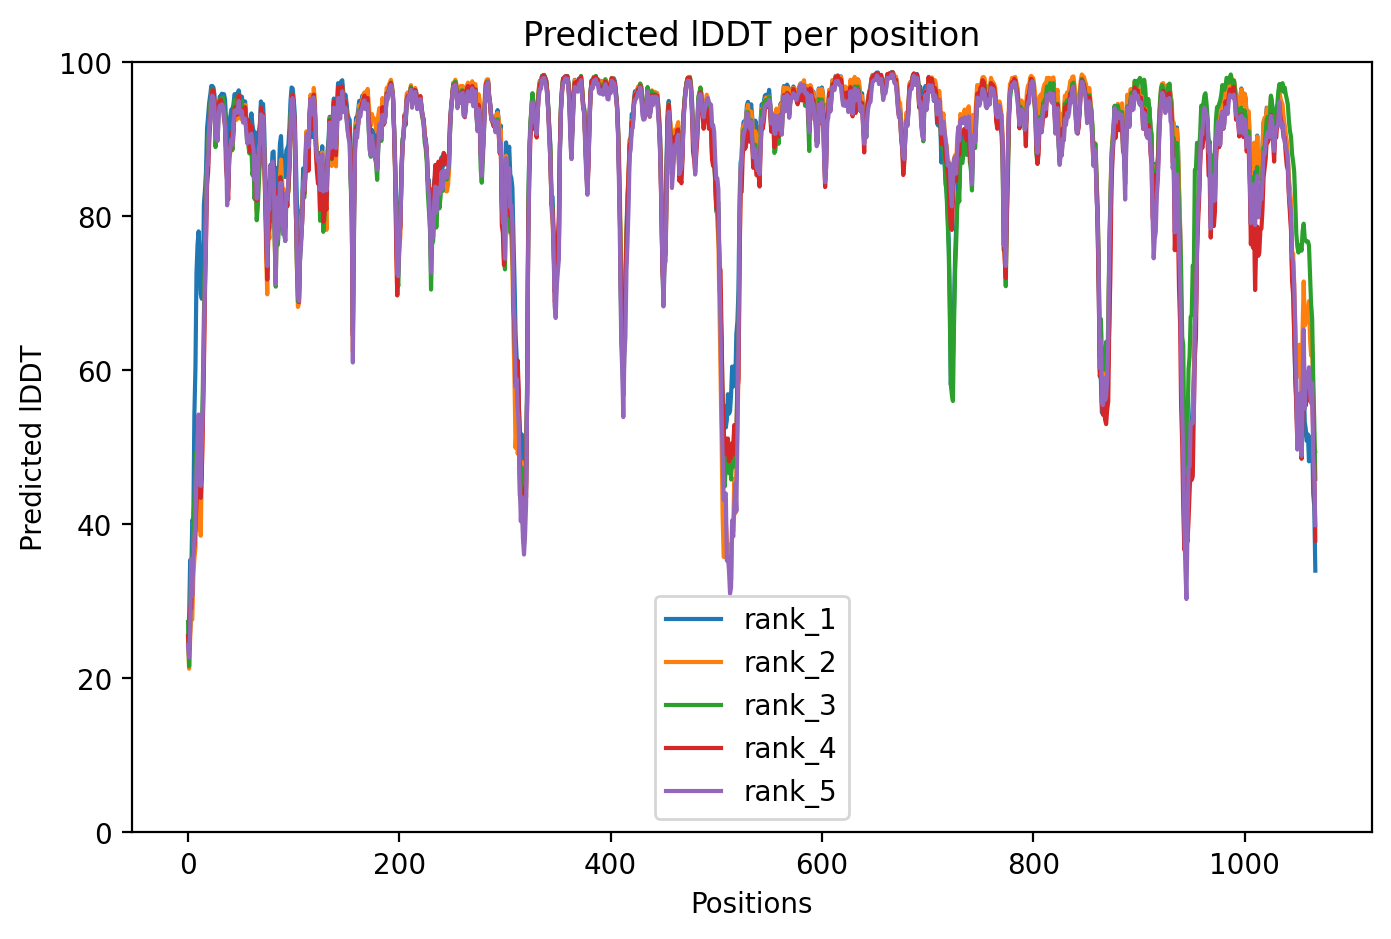 Predicted lDDT per position
100
80
60
40
20
0
Predicted lDDT
0 200 400 600 800 1000
Positions
rank_1
rank_2
rank_3
rank_4
rank_5